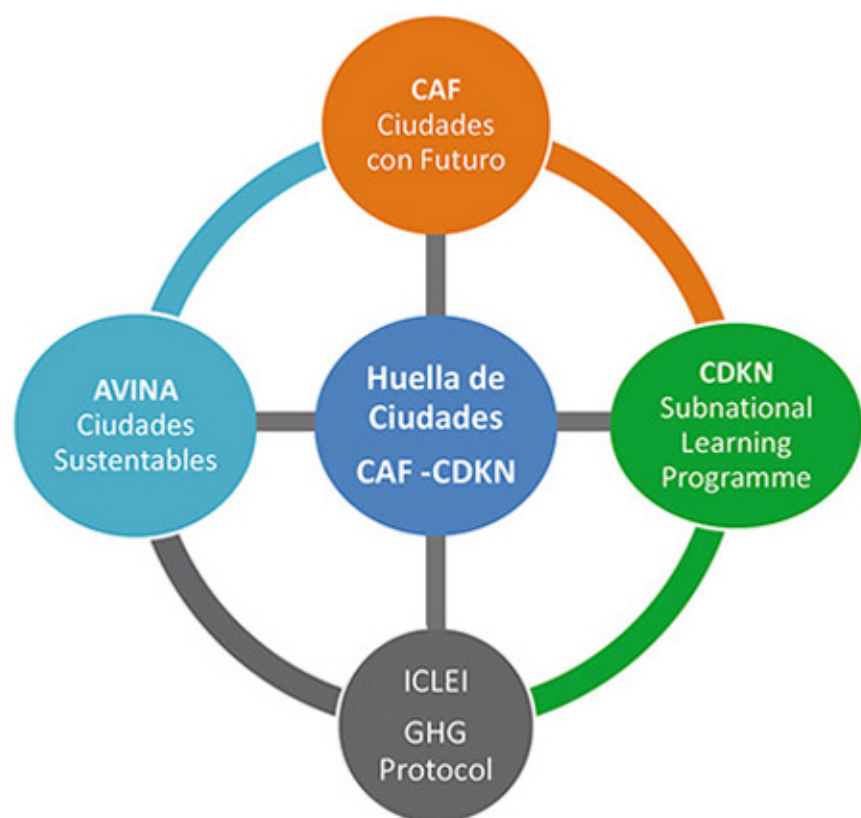 CAF
Ciudades
con Futuro
AVINA
Ciudades
Sustentables
Huella de
Ciudades
CAF -CDKN
CDKN
Subnational
Learning
Programme
ICLEI
GHG
Protocol